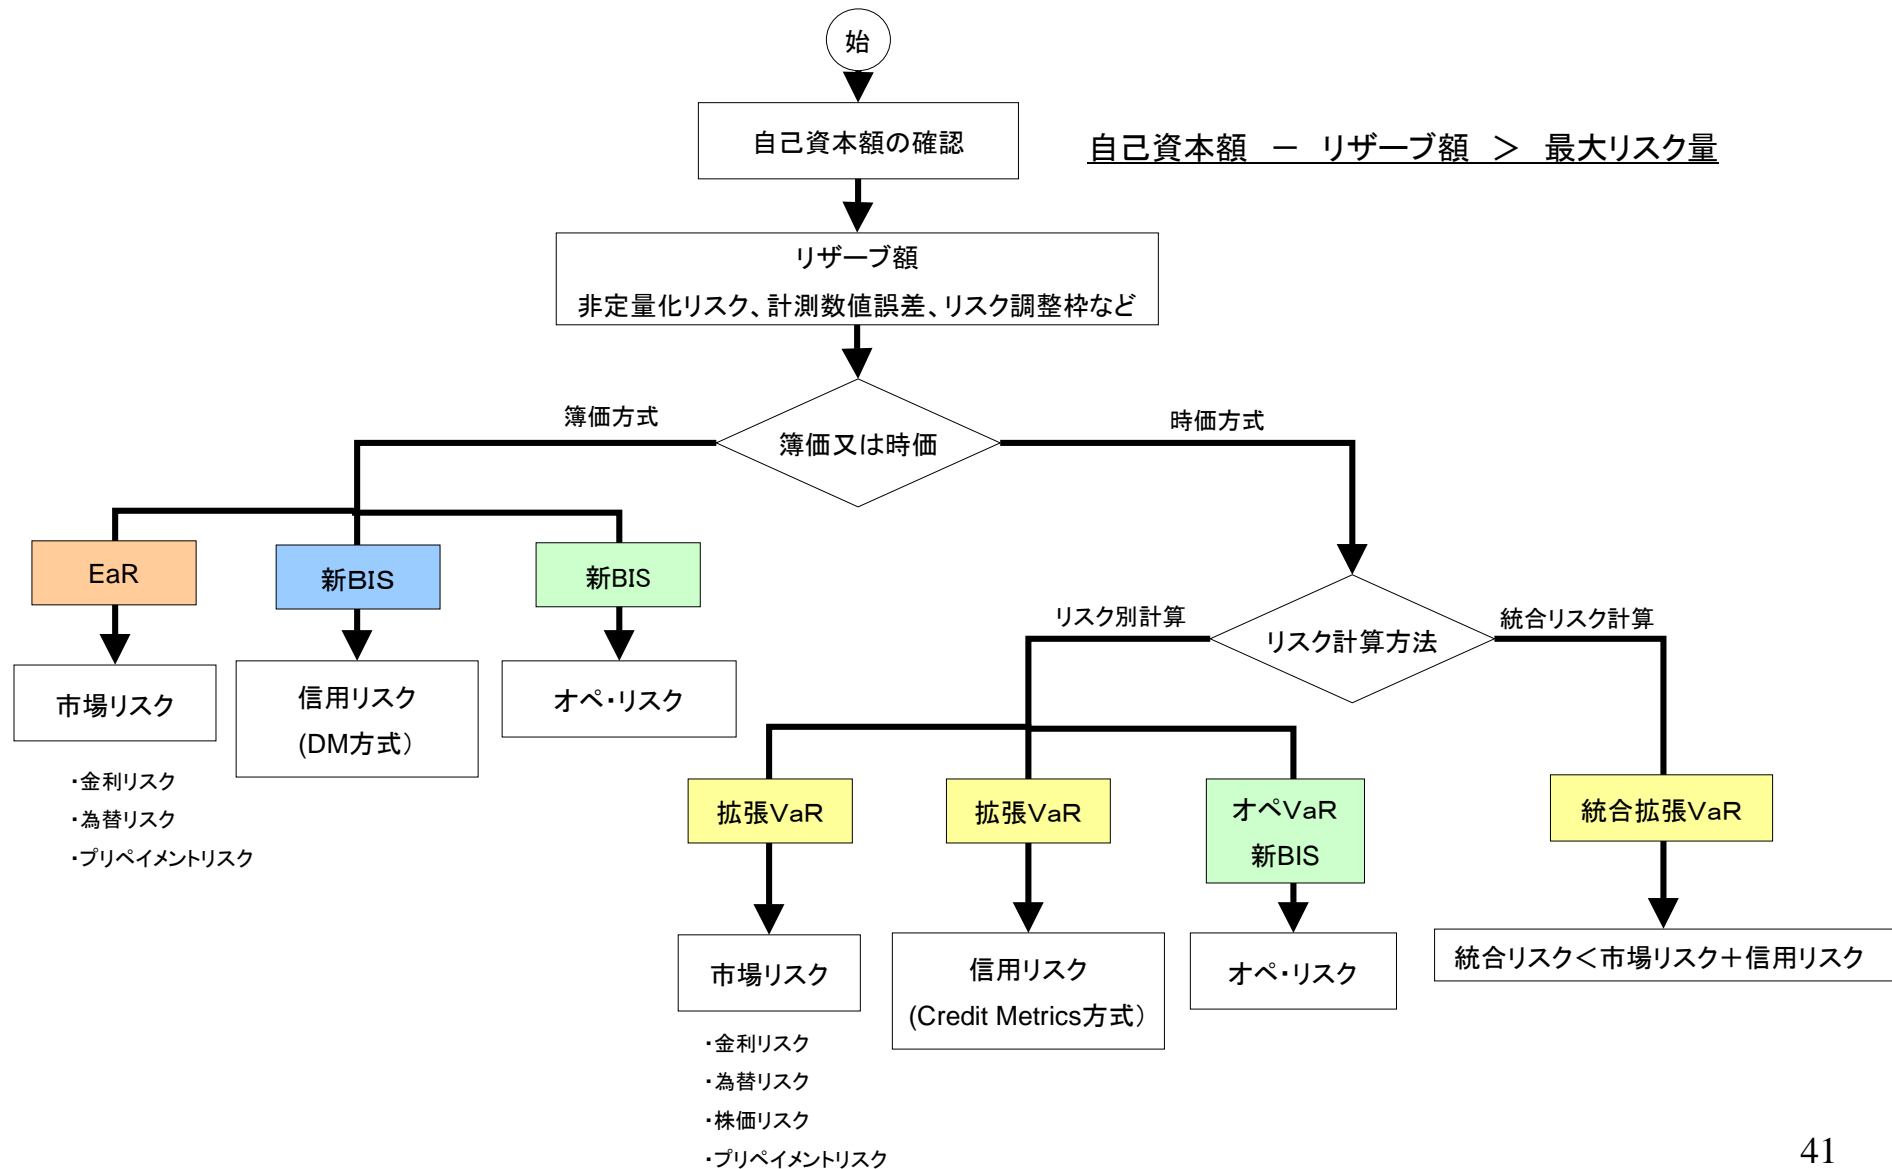 始
自己資本額の確認
自己資本額　－　リザーブ額　＞　最大リスク量
リザーブ額
非定量化リスク、計測数値誤差、リスク調整枠など
簿価方式
時価方式
簿価又は時価
EaR
新ＢＩＳ
新BIS
リスク別計算
統合リスク計算
リスク計算方法
市場リスク
信用リスク
(DM方式）
オペ・リスク
・金利リスク
・為替リスク
・プリペイメントリスク
拡張ＶａＲ
拡張ＶａＲ
オペＶａＲ
新BIS
統合拡張ＶａＲ
市場リスク
信用リスク
(Credit Metrics方式）
オペ・リスク
統合リスク＜市場リスク＋信用リスク
・金利リスク
・為替リスク
・株価リスク
・プリペイメントリスク
41